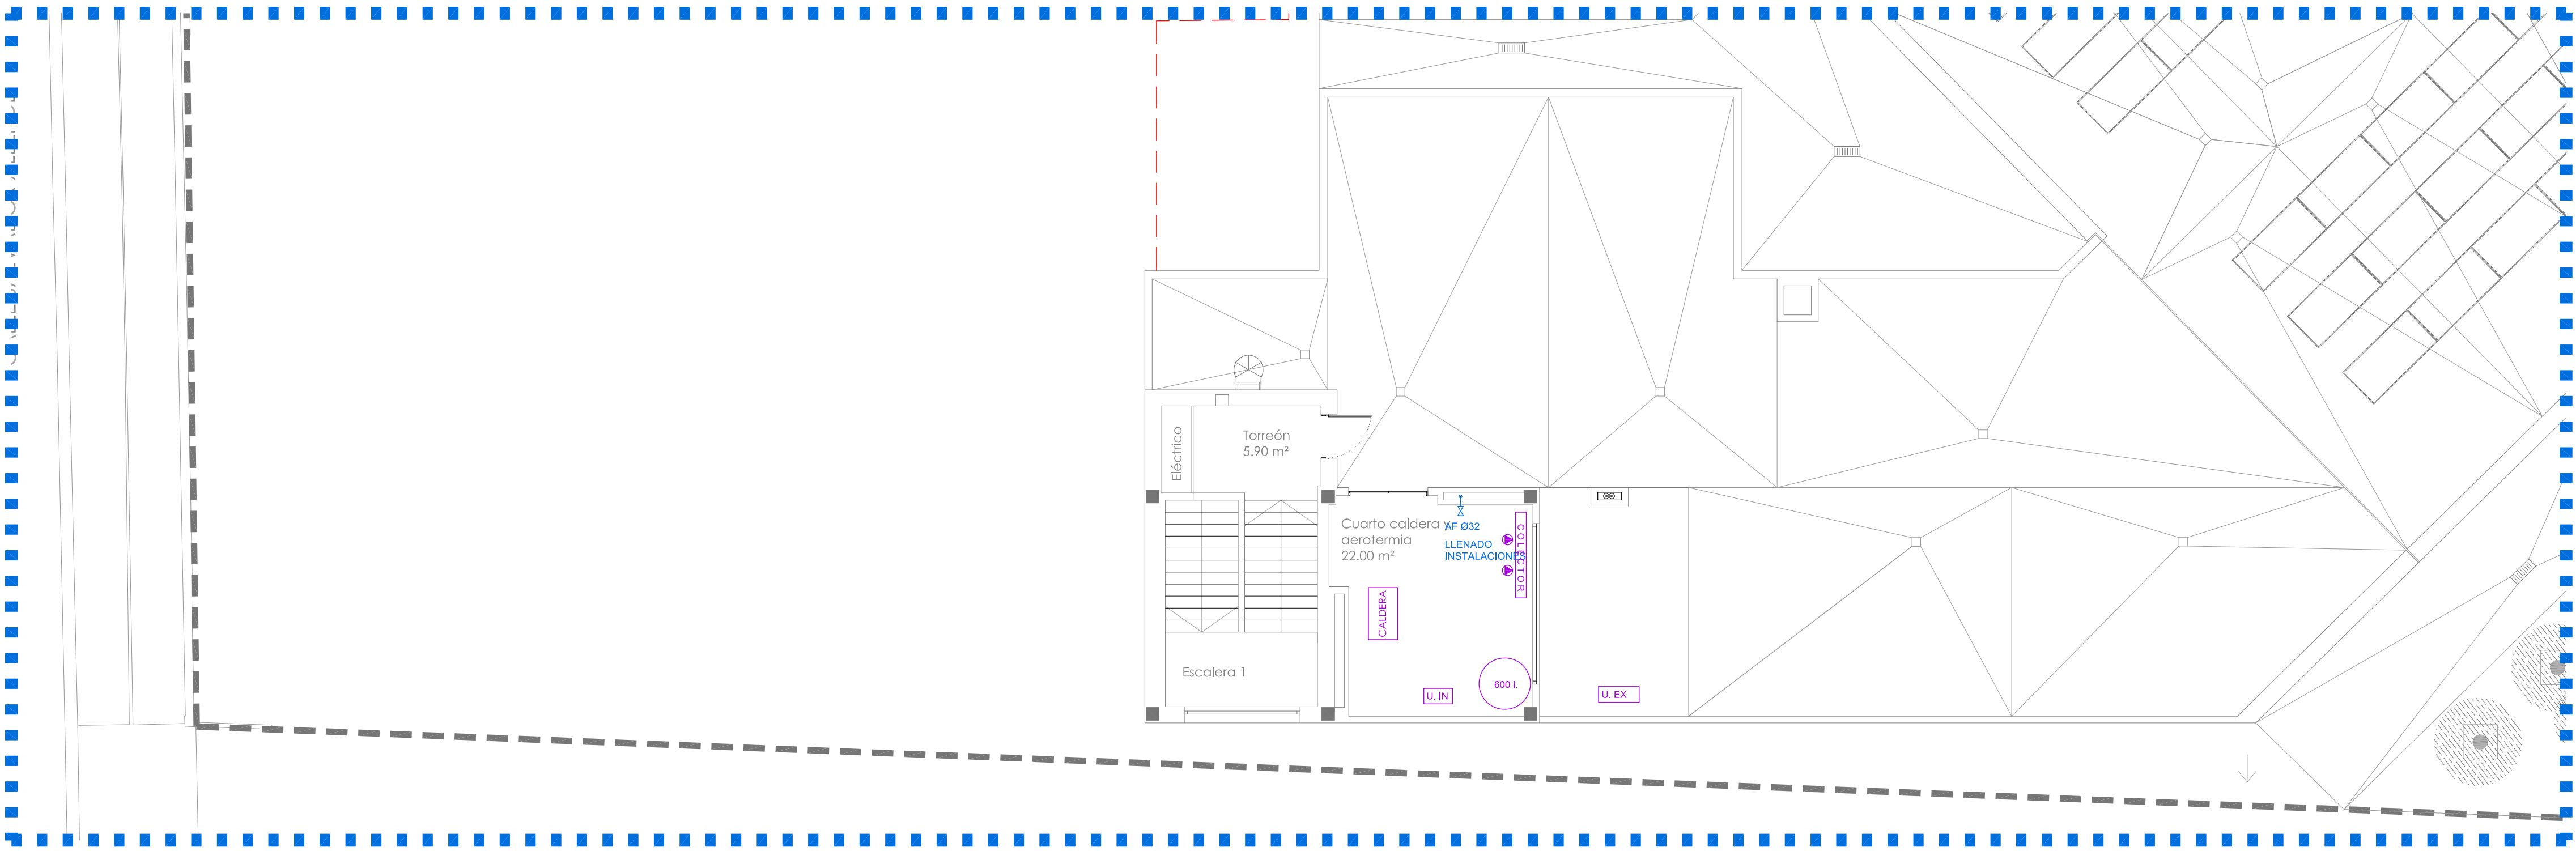 Eléctrico
Torreón
5.90 m²
Cuarto caldera y
aerotermia
22.00 m²
AF Ø32
LLENADO
INSTALACIONES
COLECTOR
CALDERA
Escalera 1
U. IN
600 l.
U. EX